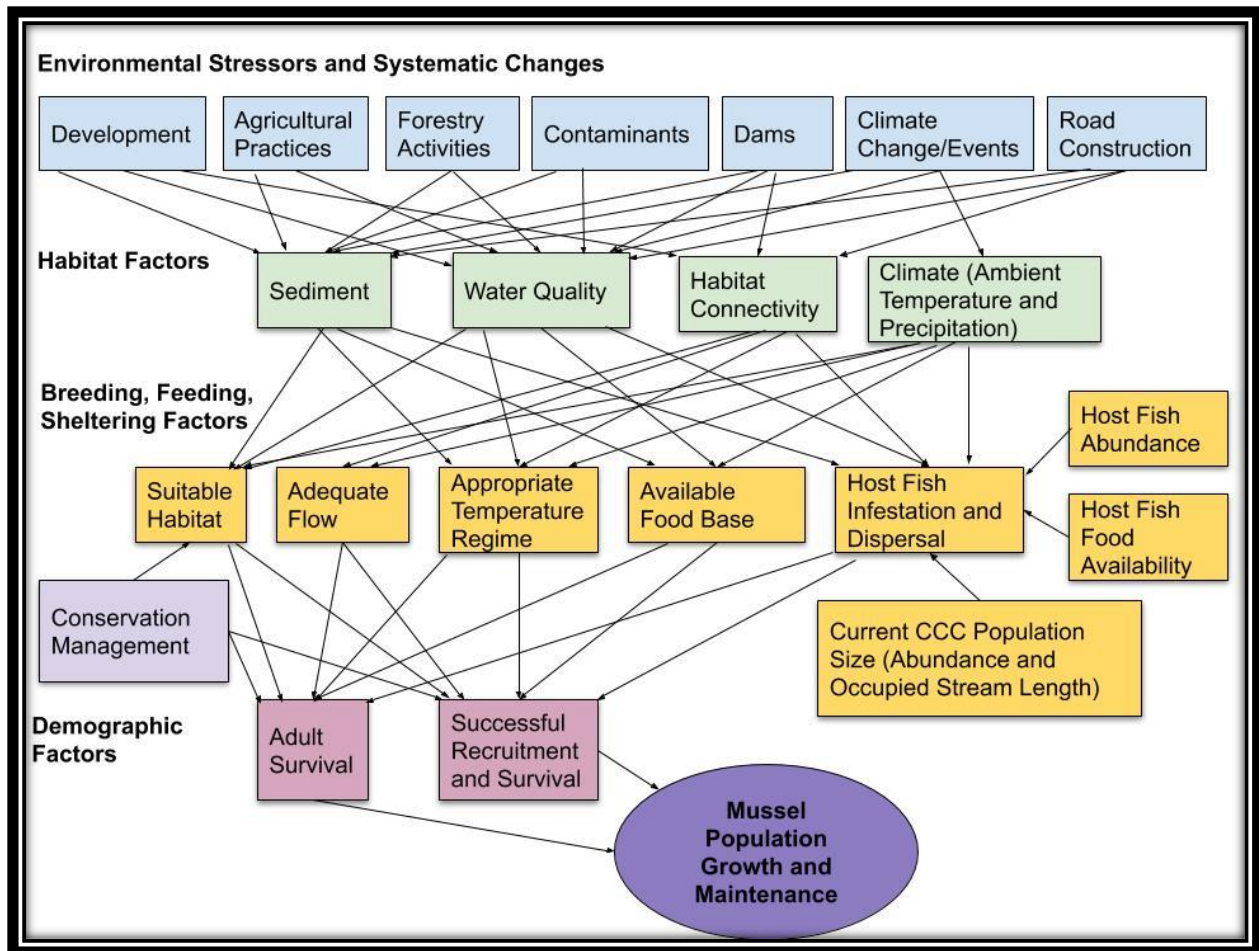 Environmental Stressors and Systematic Changes
Development
Agricultural
Practices
Forestry
Activities
Contaminants
Dams
Climate
Change/Events
Road
Construction
Habitat Factors
Sediment
Water Quality
Habitat
Connectivity
Climate (Ambient
Temperature and
Precipitation)
Breeding, Feeding,
Sheltering Factors
Host Fish
Abundance
Suitable
Habitat
Adequate
Flow
Appropriate
Temperature
Regime
Available
Food Base
Host Fish
Infestation and
Dispersal
Host Fish
Food
Availability
Conservation
Management
Current CCC Population
Size (Abundance and
Occupied Stream Length)
Demographic
Factors
Adult
Survival
Successful
Recruitment
and Survival
Mussel
Population
Growth and
Maintenance